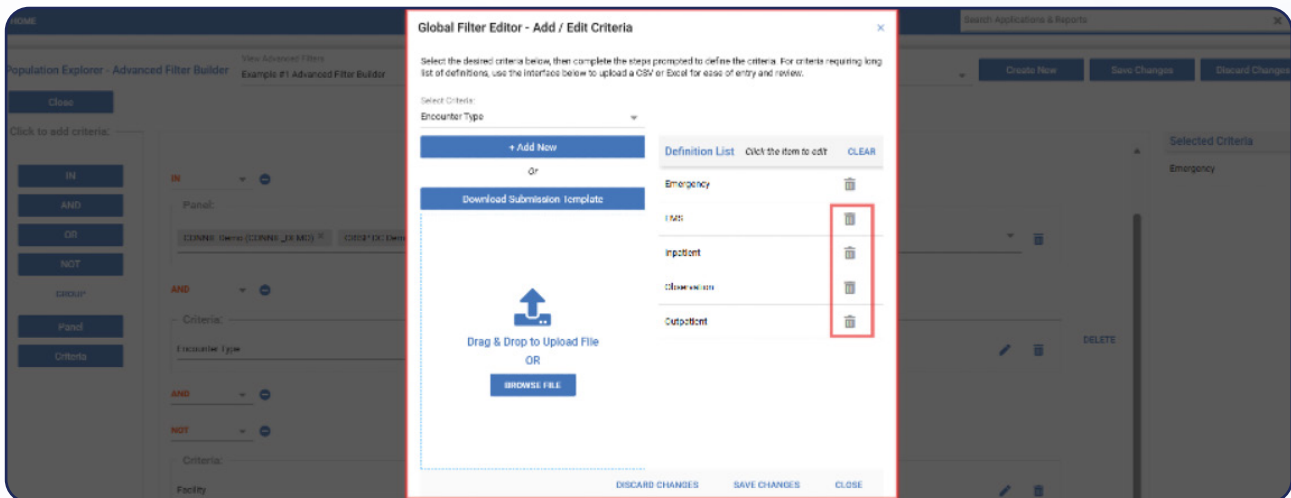 HOME
Search Applications & Reports
Population Explorer - Advanced Filter Builder
View Advanced Filters
Example #1 Advanced Filter Builder
Create New
Save Changes
Discard Changes
Close
Click to add criteria:
IN
AND
OR
NOT
GROUP
Panel
Criteria
IN
Panel:
AND
Criteria:
Encounter Type
AND
NOT
Criteria:
Facility
DELETE
Selected Criteria
Emergency
Global Filter Editor - Add / Edit Criteria
Select the desired criteria below, then complete the steps prompted to define the criteria. For criteria requiring long
list of definitions, use the interface below to upload a CSV or Excel for ease of entry and review.
Select Criteria:
Encounter Type
+ Add New
Or
Download Submission Template
Drag & Drop to Upload File
OR
BROWSE FILE
Definition List Click the item to edit CLEAR
Emergency
EMS
Inpatient
Observation
Outpatient
DISCARD CHANGES SAVE CHANGES CLOSE